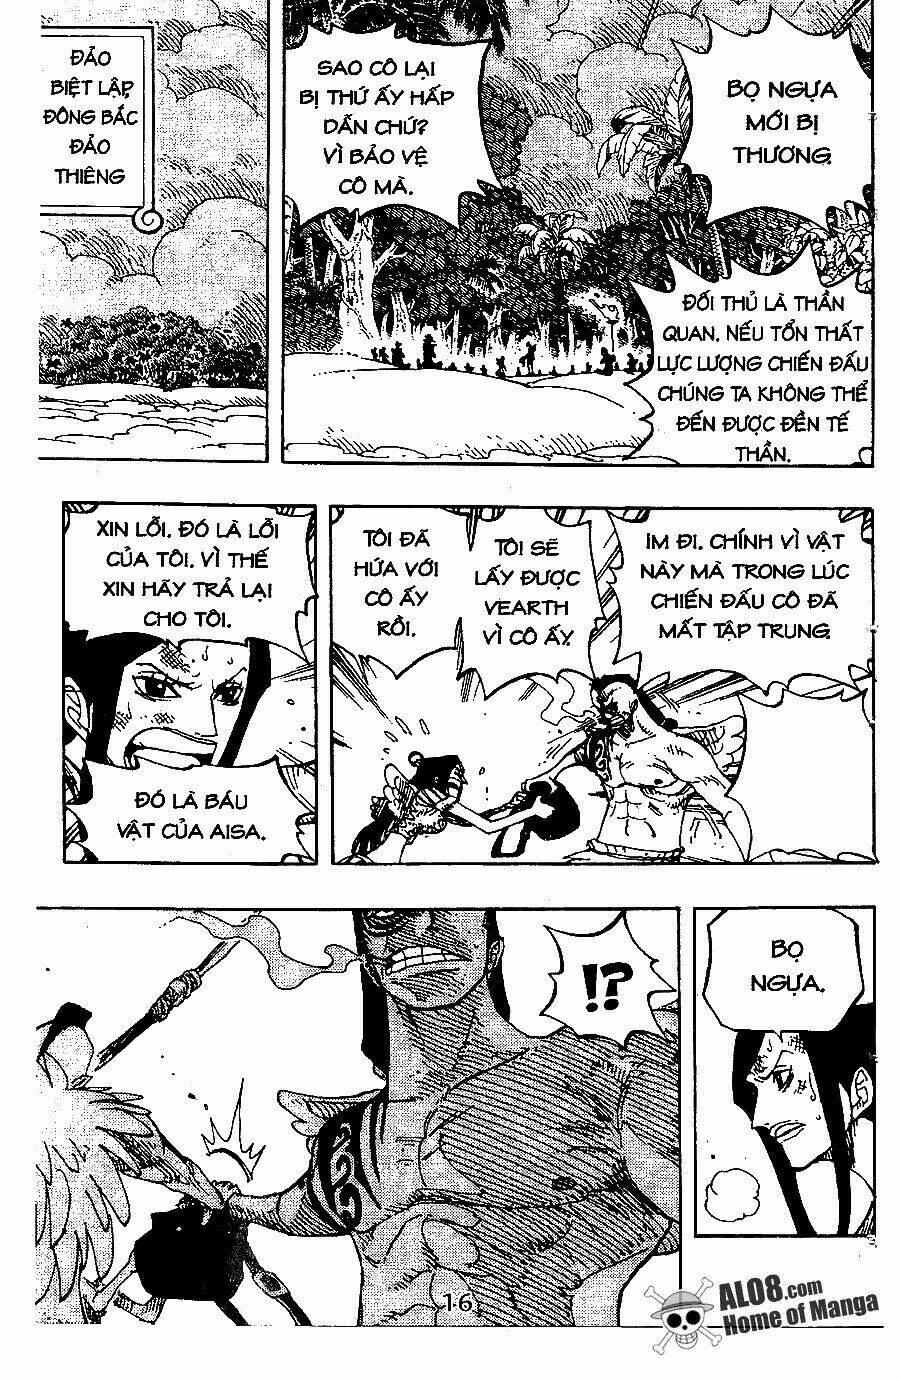 ĐẢO
BIỆT LẬP,
ĐÔNG BẮC
ĐẢO
THIÊNG
SAO CÔ LẠI
BỊ THỨ ẤY HẤP
DẪN CHỨ?
VÌ BẢO VỆ
CÔ MÀ.
BỌ NGỰA
MỚI BỊ
THƯƠNG.
ĐỐI THỦ LÀ THẦN
QUAN. NẾU TỔN THẤT
LỰC LƯỢNG CHIẾN ĐẤU
CHÚNG TA KHÔNG THỂ
ĐẾN ĐƯỢC ĐỀN TẾ
THẦN.
XIN LỖI. ĐÓ LÀ LỖI
CỦA TÔI. VÌ THẾ
XIN HÃY TRẢ LẠI
CHO TÔI.
ĐÓ LÀ BÁU
VẬT CỦA AISA.
TÔI ĐÃ
HỨA VỚI
CÔ ẤY
RỒI.
TÔI SẼ
LẤY ĐƯỢC
VEARTH
VÌ CÔ ẤY.
IM ĐI. CHÍNH VÌ VẬT
NÀY MÀ TRONG LÚC
CHIẾN ĐẤU CÔ ĐÃ
MẤT TẬP TRUNG.
!?
BỌ
NGỰA.
16
ALO8.com
Home of Manga